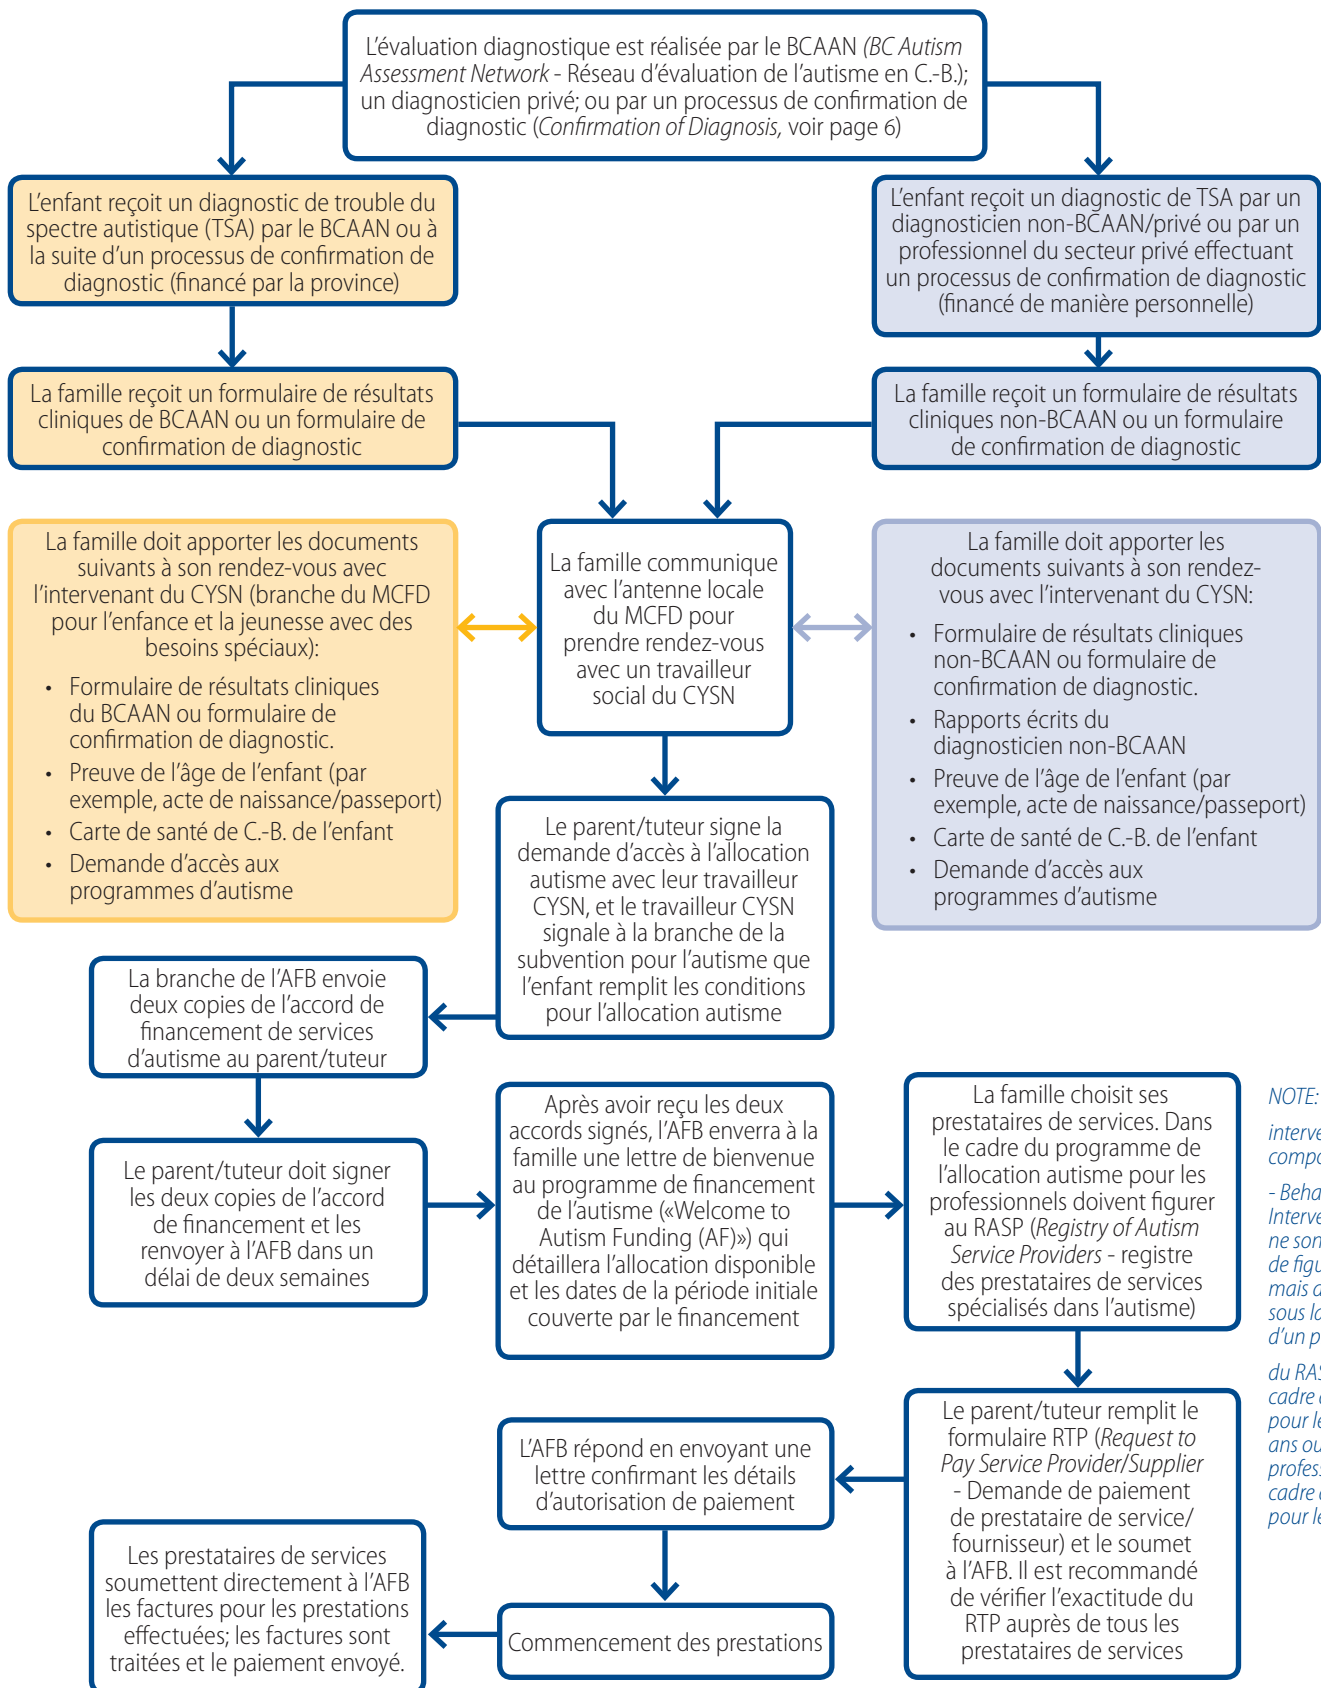 L'évaluation diagnostique est réalisée par le BCAAN (BC Autism
Assessment Network - Réseau d'évaluation de l'autisme en C.-B.);
un diagnosticien privé; ou par un processus de confirmation de
diagnostic (Confirmation of Diagnosis, voir page 6)
L'enfant reçoit un diagnostic de trouble du
spectre autistique (TSA) par le BCAAN ou à
la suite d'un processus de confirmation de
diagnostic (financé par la province)
L'enfant reçoit un diagnostic de TSA par un
diagnosticien non-BCAAN/privé ou par un
professionnel du secteur privé effectuant
un processus de confirmation de diagnostic
(financé de manière personnelle)
La famille reçoit un formulaire de résultats
cliniques de BCAAN ou un formulaire de
confirmation de diagnostic
La famille reçoit un formulaire de résultats
cliniques non-BCAAN ou un formulaire
de confirmation de diagnostic
La famille doit apporter les documents
suivants à son rendez-vous avec
l'intervenant du CYSN (branche du MCFD
pour l'enfance et la jeunesse avec des
besoins spéciaux):
• Formulaire de résultats cliniques
du BCAAN ou formulaire de
confirmation de diagnostic.
• Preuve de l'âge de l'enfant (par
exemple, acte de naissance/passeport)
• Carte de santé de C.-B. de l'enfant
• Demande d'accès aux
programmes d'autisme
La famille communique
avec l'antenne locale
du MCFD pour
prendre rendez-vous
avec un travailleur
social du CYSN
La famille doit apporter les
documents suivants à son rendez-
vous avec l'intervenant du CYSN:
• Formulaire de résultats cliniques
non-BCAAN ou formulaire de
confirmation de diagnostic.
• Rapports écrits du
diagnosticien non-BCAAN
• Preuve de l'âge de l'enfant (par
exemple, acte de naissance/passeport)
• Carte de santé de C.-B. de l'enfant
• Demande d'accès aux
programmes d'autisme
Le parent/tuteur signe la
demande d'accès à l'allocation
autisme avec leur travailleur
CYSN, et le travailleur CYSN
signale à la branche de la
subvention pour l'autisme que
l'enfant remplit les conditions
pour l'allocation autisme
La branche de l'AFB envoie
deux copies de l'accord de
financement de services
d'autisme au parent/tuteur
Le parent/tuteur doit signer
les deux copies de l'accord
de financement et les
renvoyer à l'AFB dans un
délai de deux semaines
Après avoir reçu les deux
accords signés, l'AFB enverra à la
famille une lettre de bienvenue
au programme de financement
de l'autisme («Welcome to
Autism Funding (AF)») qui
détaillera l'allocation disponible
et les dates de la période initiale
couverte par le financement
La famille choisit ses
prestataires de services. Dans
le cadre du programme de
l'allocation autisme pour les
professionnels doivent figurer
au RASP (Registry of Autism
Service Providers - registre
des prestataires de services
spécialisés dans l'autisme)
NOTE:
interve
compo
- Beha
Interve
ne son
de figu
mais d
sous la
d'un p
du RAS
cadre d
pour le
ans ou
profess
cadre d
pour le
Le parent/tuteur remplit le
formulaire RTP (Request to
Pay Service Provider/Supplier
- Demande de paiement
de prestataire de service/
fournisseur) et le soumet
à l'AFB. Il est recommandé
de vérifier l'exactitude du
RTP auprès de tous les
prestataires de services
L'AFB répond en envoyant une
lettre confirmant les détails
d'autorisation de paiement
Commencement des prestations
Les prestataires de services
soumettent directement à l'AFB
les factures pour les prestations
effectuées; les factures sont
traitées et le paiement envoyé.